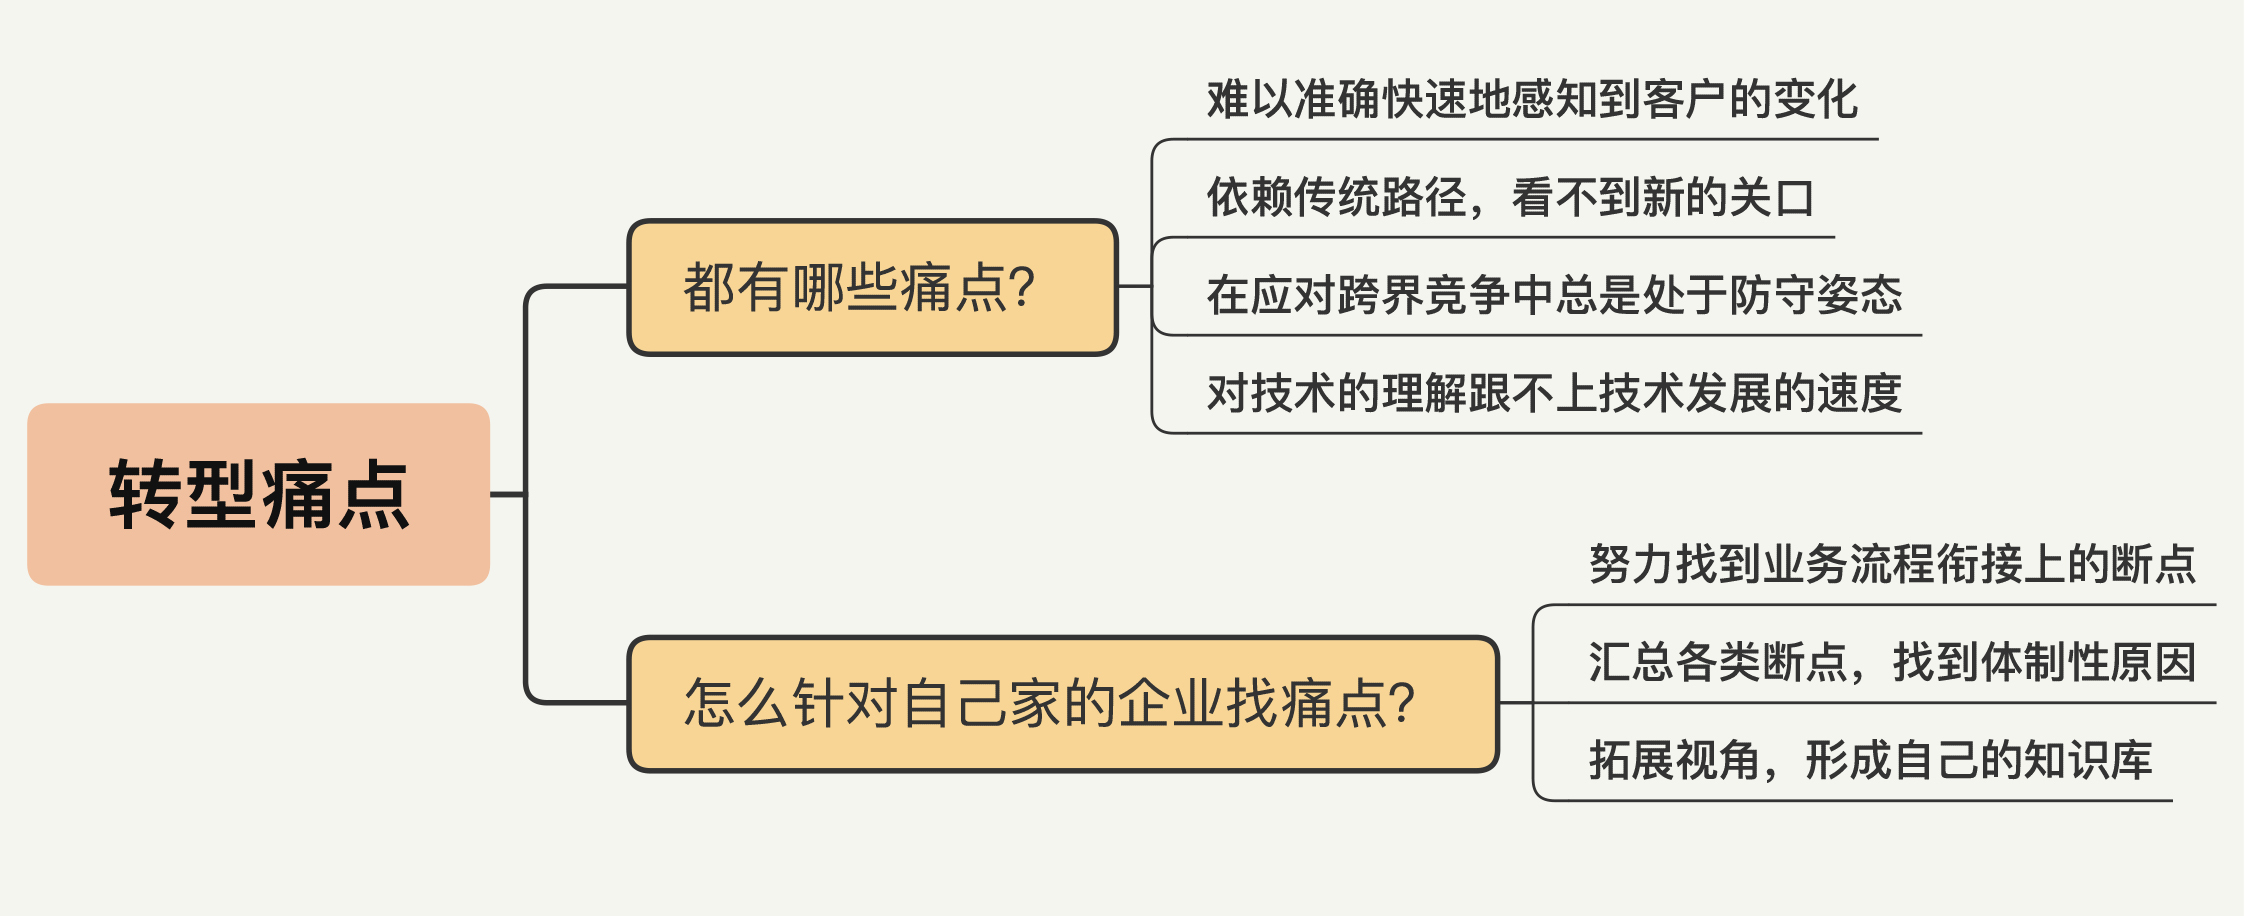 转型痛点
都有哪些痛点？
难以准确快速地感知到客户的变化
依赖传统路径，看不到新的关口
在应对跨界竞争中总是处于防守姿态
对技术的理解跟不上技术发展的速度
怎么针对自己家的企业找痛点？
努力找到业务流程衔接上的断点
汇总各类断点，找到体制性原因
拓展视角，形成自己的知识库